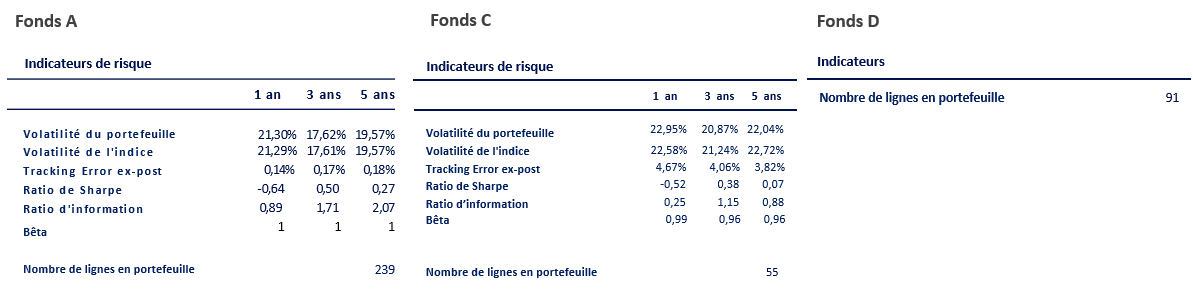 Fonds A
Indicateurs de risque
1 an 3 ans 5 ans
Volatilité du portefeuille 21,30% 17,62% 19,57%
Volatilité de l'indice 21,29% 17,61% 19,57%
Tracking Error ex-post 0,14% 0,17% 0,18%
Ratio de Sharpe -0,64 0,50 0,27
Ratio d'information 0,89 1,71 2,07
Bêta 1 1 1
Nombre de lignes en portefeuille 239
Fonds C
Indicateurs de risque
1 an 3 ans 5 ans
Volatilité du portefeuille 22,95% 20,87% 22,04%
Volatilité de l'indice 22,58% 21,24% 22,72%
Tracking Error ex-post 4,67% 4,06% 3,82%
Ratio de Sharpe -0,52 0,38 0,07
Ratio d’information 0,25 1,15 0,88
Bêta 0,99 0,96 0,96
Nombre de lignes en portefeuille 55
Fonds D
Indicateurs
Nombre de lignes en portefeuille 91